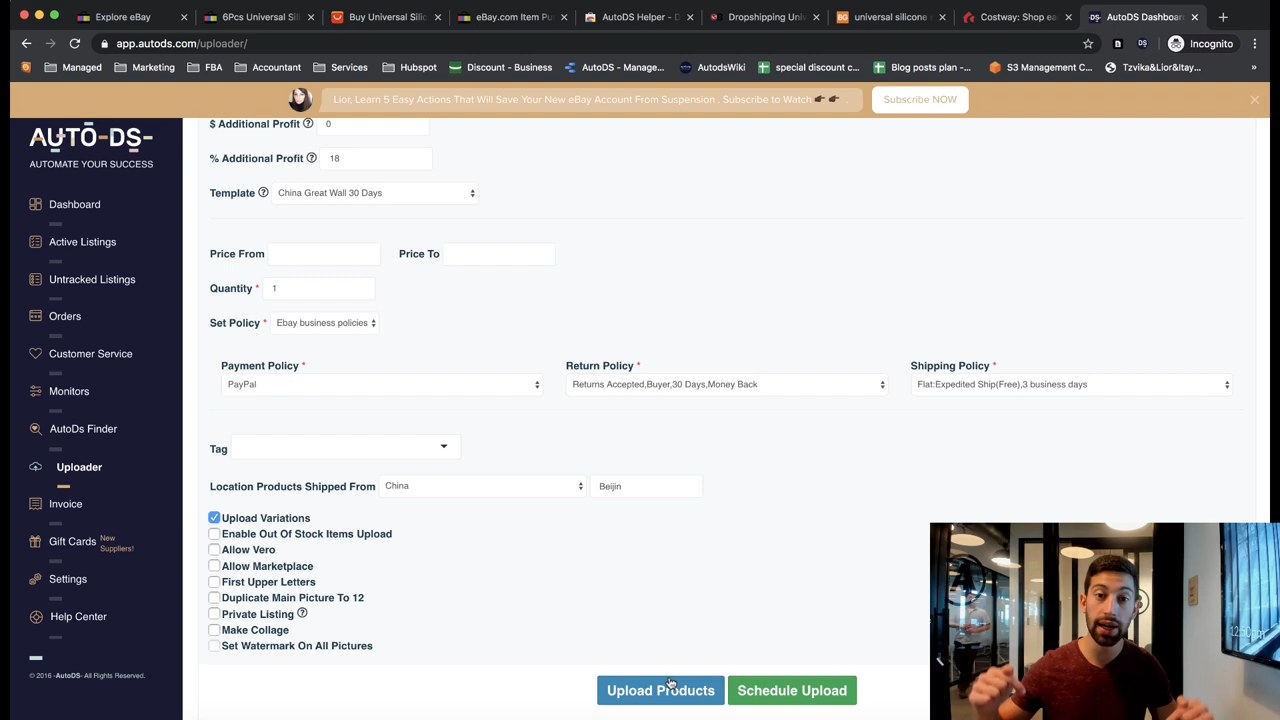 Explore eBay
6Pcs Universal Sili
Buy Universal Silic
eBay.com Item Pu
AutoDS Helper - D
Dropshipping Univ
universal silicone
Costway: Shop ea
AutoDS Dashboar
app.autods.com/uploader/
Incognito
Managed
Marketing
FBA
Accounting
Services
Hubspot
Discount - Business
AutoDS - Manage...
AutodsWiki
special discount c...
Blog posts plan -...
S3 Management C...
Tzvika&Lior&Itay...
»
Lior, Learn 5 Easy Actions That Will Save Your New eBay Account From Suspension . Subscribe to Watch
Subscribe NOW
AUTO-DS-
AUTOMATE YOUR SUCCESS
Dashboard
Active Listings
Untracked Listings
Orders
Customer Service
Monitors
AutoDs Finder
Uploader
Invoice
Gift Cards New Suppliers!
Settings
Help Center
© 2016 -AutoDS- All Rights Reserved.
$ Additional Profit 0
% Additional Profit 18
Template China Great Wall 30 Days
Price From Price To
Quantity * 1
Set Policy * Ebay business policies
Payment Policy * Return Policy * Shipping Policy *
PayPal Returns Accepted,Buyer,30 Days,Money Back Flat:Expedited Ship(Free),3 business days
Tag
Location Products Shipped From China Beijin
Upload Variations
Enable Out Of Stock Items Upload
Allow Vero
Allow Marketplace
First Upper Letters
Duplicate Main Picture To 12
Private Listing
Make Collage
Set Watermark On All Pictures
Upload Products Schedule Upload
12:50pm